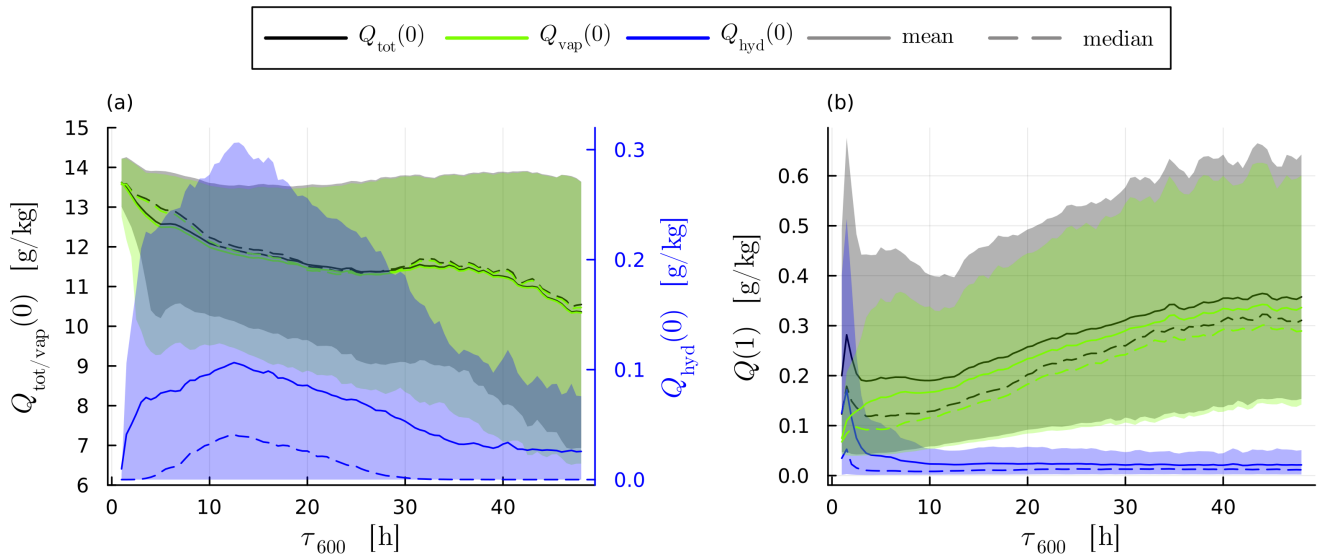 Q_tot(0) Q_vap(0) Q_hyd(0) mean median
(a)
15
14
13
12
11
10
9
8
7
6
Q_tot/vap(0) [g/kg]
0.3
0.2
0.1
0.0
Q_hyd(0) [g/kg]
0 10 20 30 40
τ_600 [h]
(b)
0.6
0.5
0.4
0.3
0.2
0.1
0.0
Q(1) [g/kg]
0 10 20 30 40
τ_600 [h]